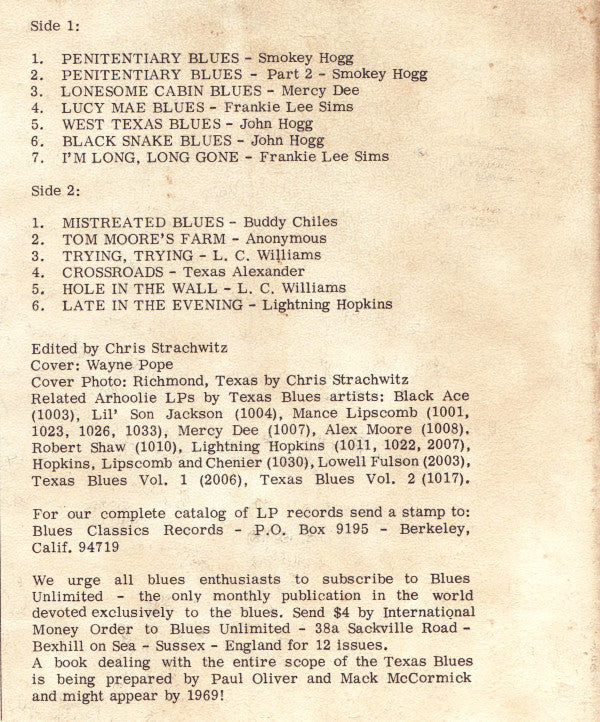 Side 1:
1. PENITENTIARY BLUES - Smokey Hogg
2. PENITENTIARY BLUES - Part 2 - Smokey Hogg
3. LONESOME CABIN BLUES - Mercy Dee
4. LUCY MAE BLUES - Frankie Lee Sims
5. WEST TEXAS BLUES - John Hogg
6. BLACK SNAKE BLUES - John Hogg
7. I'M LONG, LONG GONE - Frankie Lee Sims
Side 2:
1. MISTREATED BLUES - Buddy Chiles
2. TOM MOORE'S FARM - Anonymous
3. TRYING, TRYING - L. C. Williams
4. CROSSROADS - Texas Alexander
5. HOLE IN THE WALL - L. C. Williams
6. LATE IN THE EVENING - Lightning Hopkins
Edited by Chris Strachwitz
Cover: Wayne Pope
Cover Photo: Richmond, Texas by Chris Strachwitz
Related Arhoolie LPs by Texas Blues artists: Black Ace
(1003), Lil' Son Jackson (1004), Mance Lipscomb (1001,
1023, 1026, 1033), Mercy Dee (1007), Alex Moore (1008).
Robert Shaw (1010), Lightning Hopkins (1011, 1022, 2007),
Hopkins, Lipscomb and Chenier (1030), Lowell Fulson (2003),
Texas Blues Vol. 1 (2006), Texas Blues Vol. 2 (1017).
For our complete catalog of LP records send a stamp to:
Blues Classics Records - P.O. Box 9195 - Berkeley,
Calif. 94719
We urge all blues enthusiasts to subscribe to Blues
Unlimited - the only monthly publication in the world
devoted exclusively to the blues. Send $4 by International
Money Order to Blues Unlimited - 38a Sackville Road -
Bexhill on Sea - Sussex - England for 12 issues.
A book dealing with the entire scope of the Texas Blues
is being prepared by Paul Oliver and Mack McCormick
and might appear by 1969!